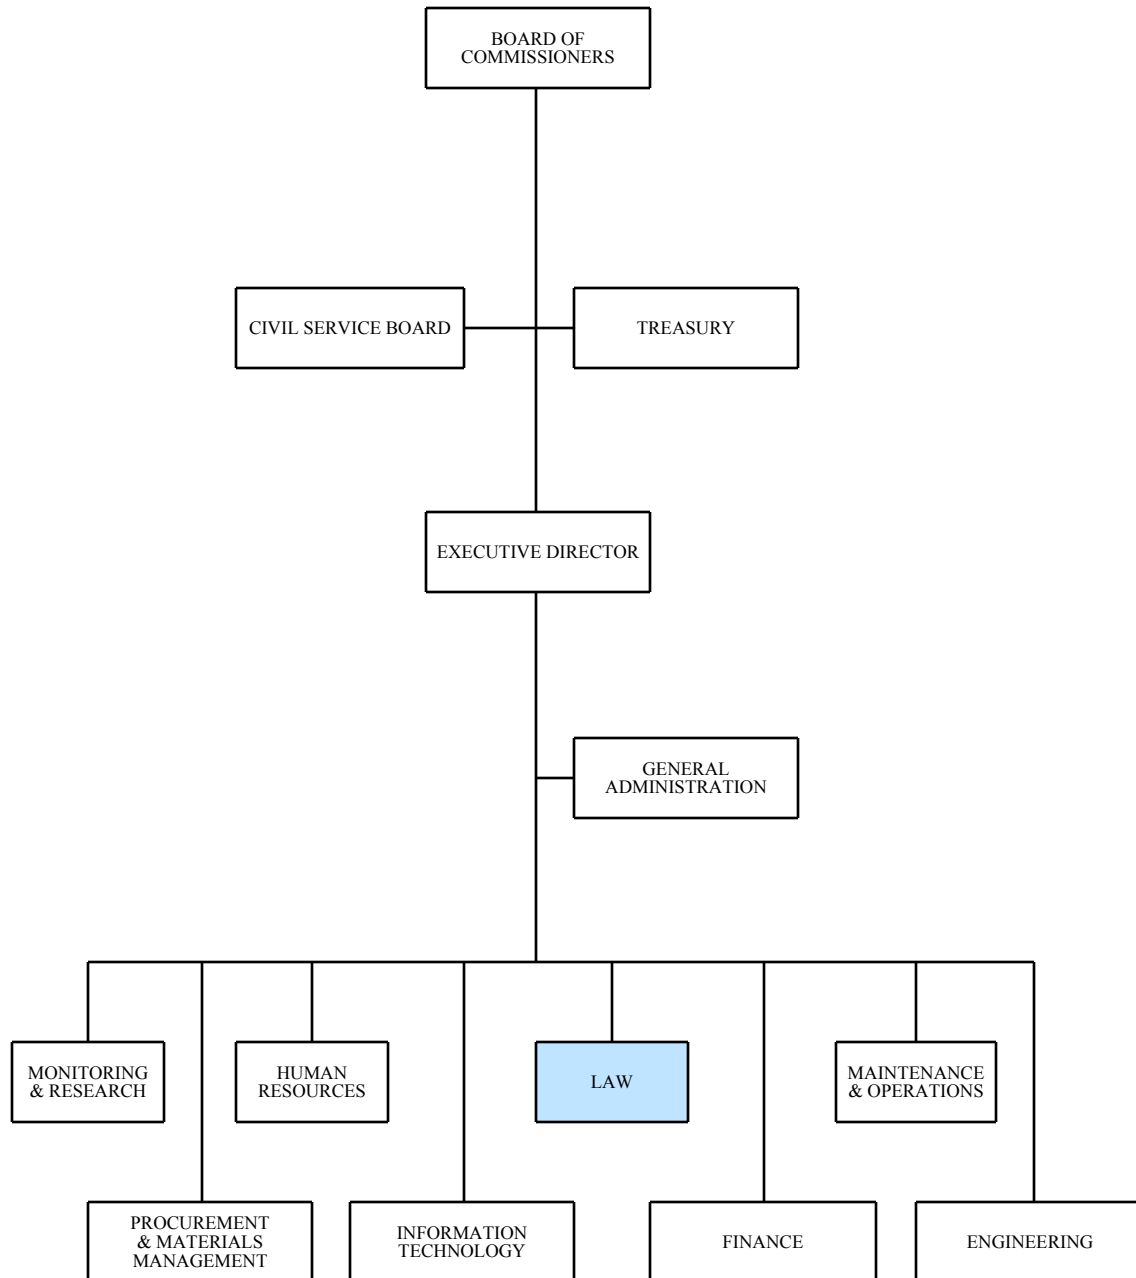 BOARD OF
COMMISSIONERS
CIVIL SERVICE BOARD
TREASURY
EXECUTIVE DIRECTOR
GENERAL
ADMINISTRATION
MONITORING
& RESEARCH
HUMAN
RESOURCES
LAW
MAINTENANCE
& OPERATIONS
PROCUREMENT
& MATERIALS
MANAGEMENT
INFORMATION
TECHNOLOGY
FINANCE
ENGINEERING